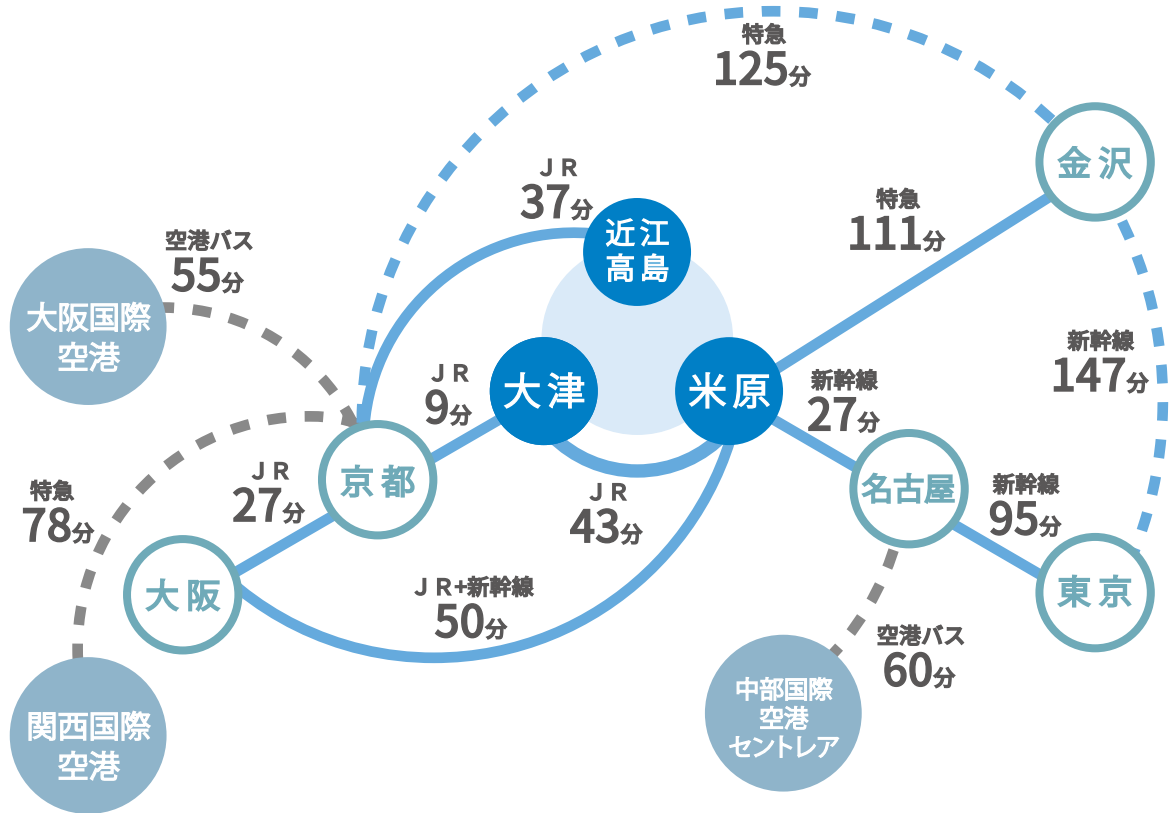 特急
125分
金沢
ＪＲ
37分
近江
高島
特急
111分
空港バス
55分
大阪国際
空港
新幹線
147分
ＪＲ
9分
大津
米原
新幹線
27分
京都
ＪＲ
27分
特急
78分
ＪＲ
43分
名古屋
新幹線
95分
大阪
ＪＲ+新幹線
50分
東京
空港バス
60分
関西国際
空港
中部国際
空港
セントレア